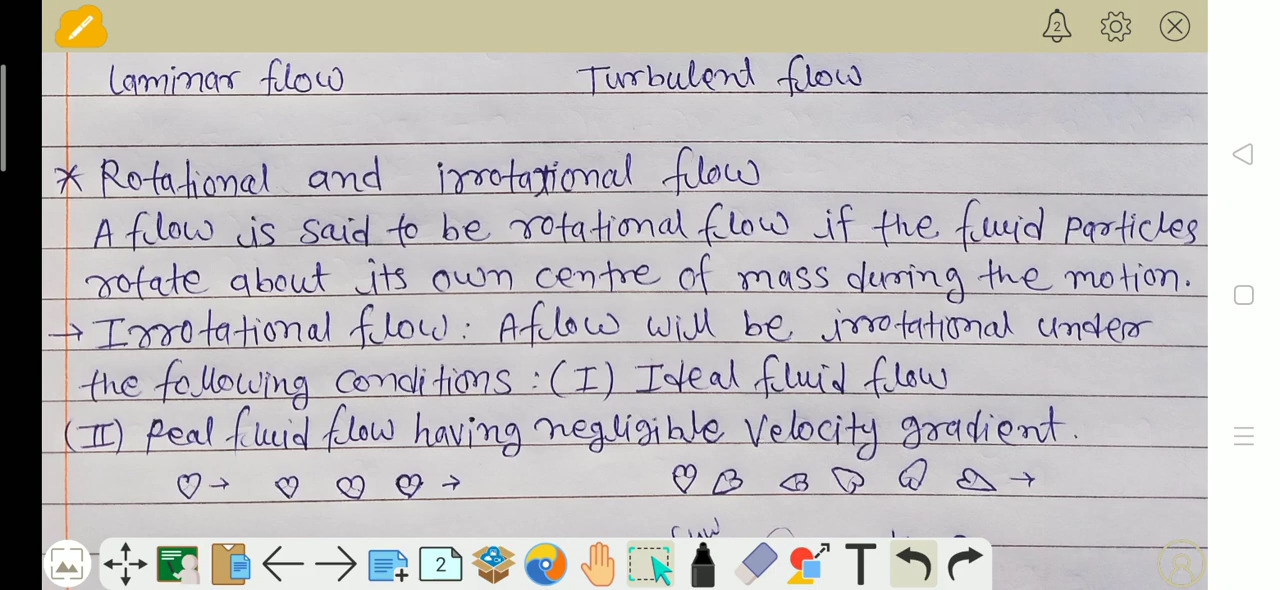 Laminar flow Turbulent flow
* Rotational and irrotational flow
A flow is said to be rotational flow if the fluid particles
rotate about its own centre of mass during the motion.
→ Irrotational flow: A flow will be irrotational under
the following conditions: (I) Ideal fluid flow
(II) Real fluid flow having negligible velocity gradient.
2
2
T